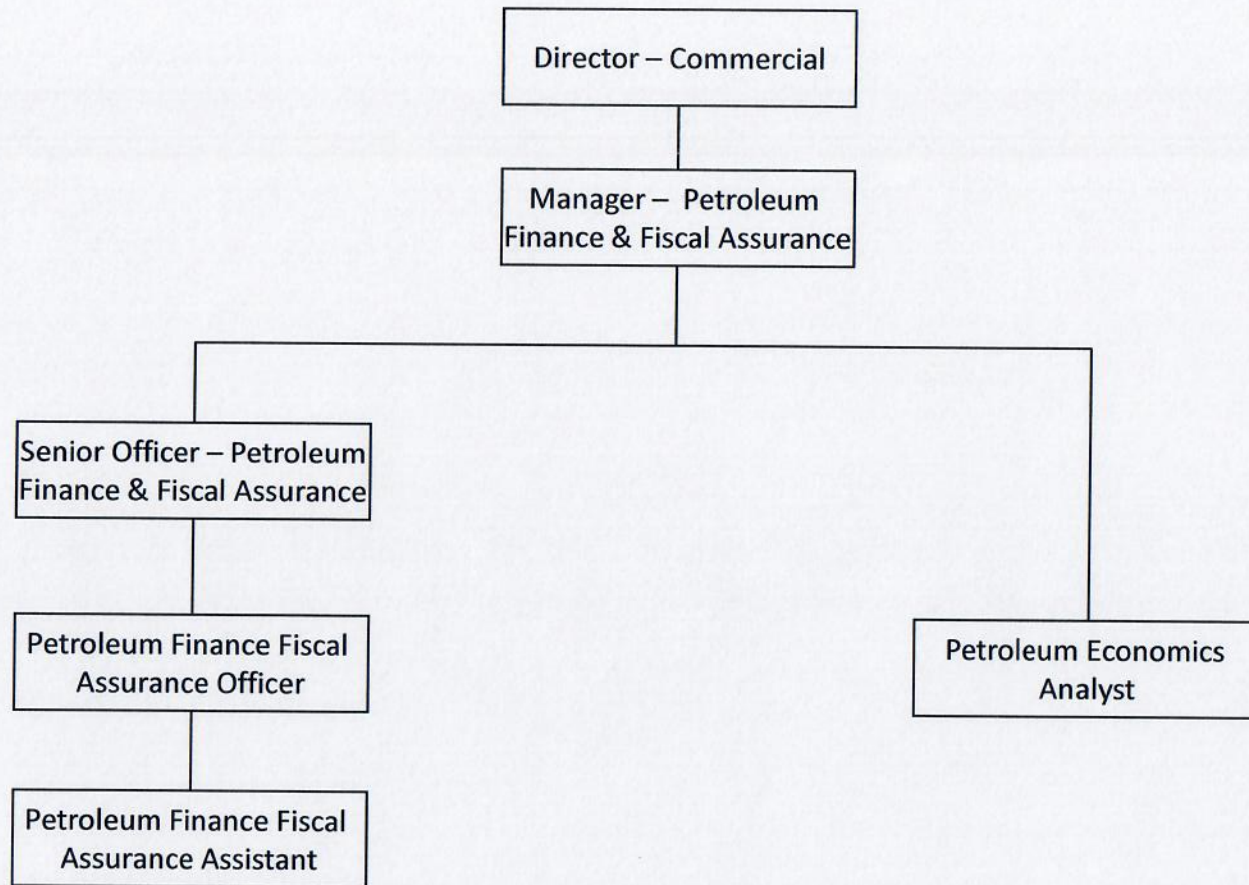 Director – Commercial
Manager – Petroleum
Finance & Fiscal Assurance
Senior Officer – Petroleum
Finance & Fiscal Assurance
Petroleum Finance Fiscal
Assurance Officer
Petroleum Economics
Analyst
Petroleum Finance Fiscal
Assurance Assistant